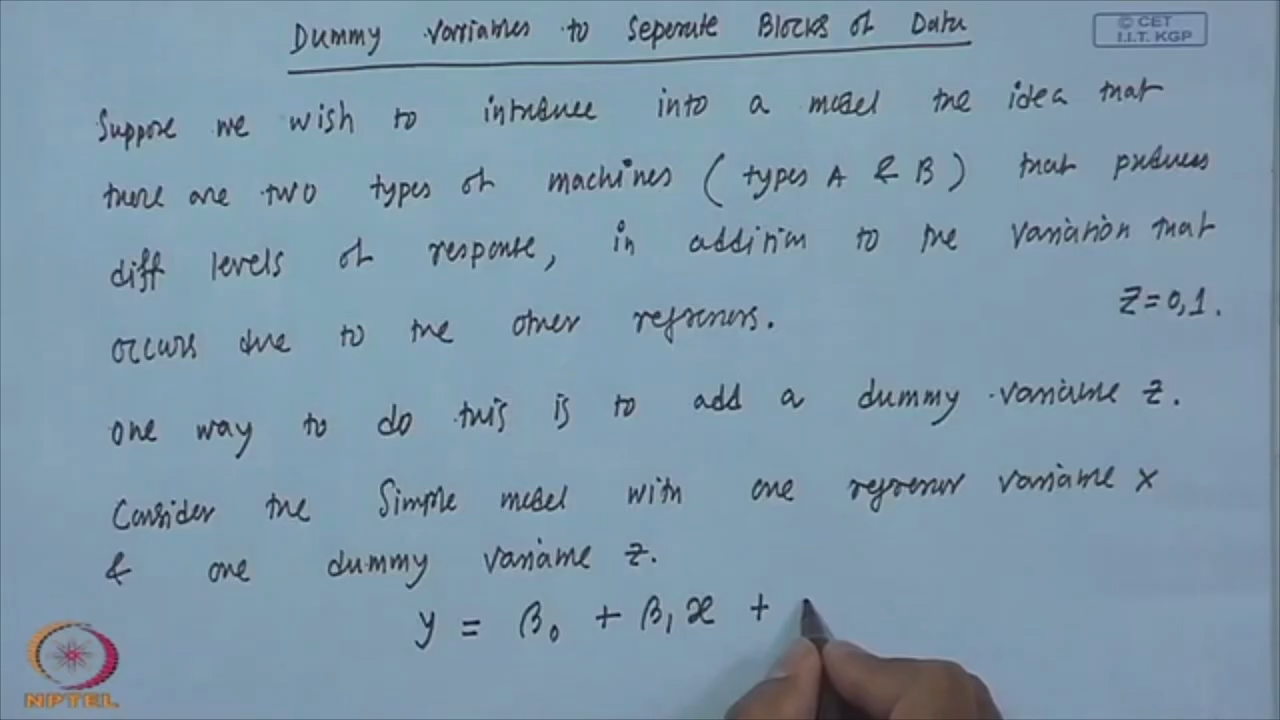 Dummy variables to Seperate Blocks of Data
© CET
I.I.T. KGP
Suppose we wish to introduce into a model the idea that
there are two types of machines ( types A & B ) that produces
diff levels of response, in addition to the variation that
occurs due to the other regressors.
Z = 0, 1.
one way to do this is to add a dummy variable Z.
Consider the Simple model with one regressor variable X
& one dummy variable Z.
y = β₀ + β₁ x +
NPTEL